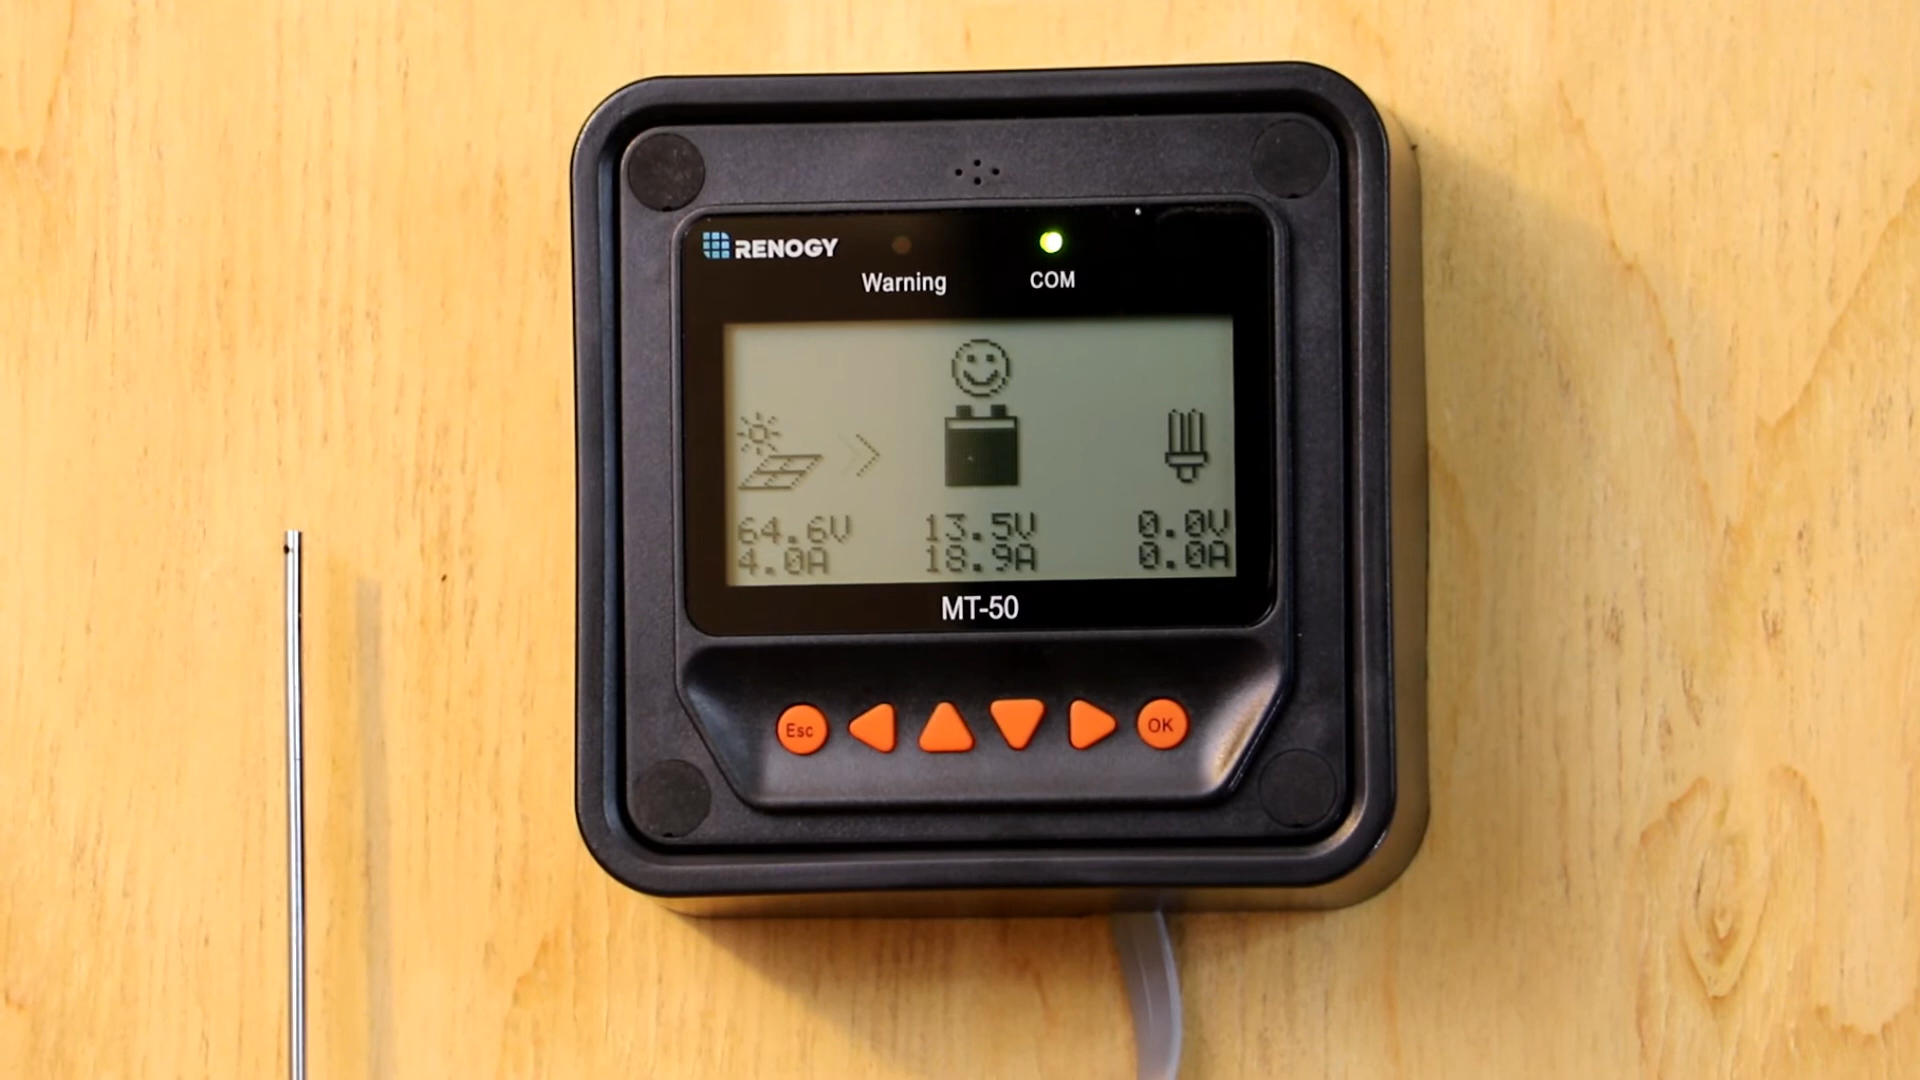 RENOGY
Warning COM
64.6V 13.5V 0.0V
4.0A 18.9A 0.0A
MT-50
Esc OK